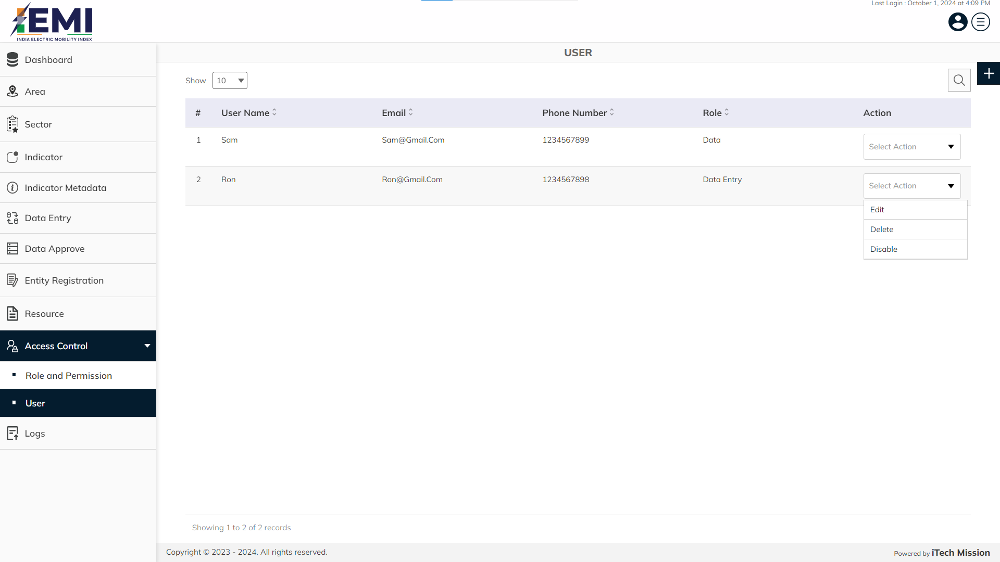 Last Login : October 1, 2024 at 4:09 PM
EMI
INDIA ELECTRIC MOBILITY INDEX
USER
Dashboard
Area
Sector
Indicator
Indicator Metadata
Data Entry
Data Approve
Entity Registration
Resource
Access Control
Role and Permission
User
Logs
Show 10
# User Name Email Phone Number Role Action
1 Sam Sam@Gmail.Com 1234567899 Data Select Action
2 Ron Ron@Gmail.Com 1234567898 Data Entry Select Action
Edit
Delete
Disable
Showing 1 to 2 of 2 records
Copyright © 2023 - 2024. All rights reserved.
Powered by iTech Mission